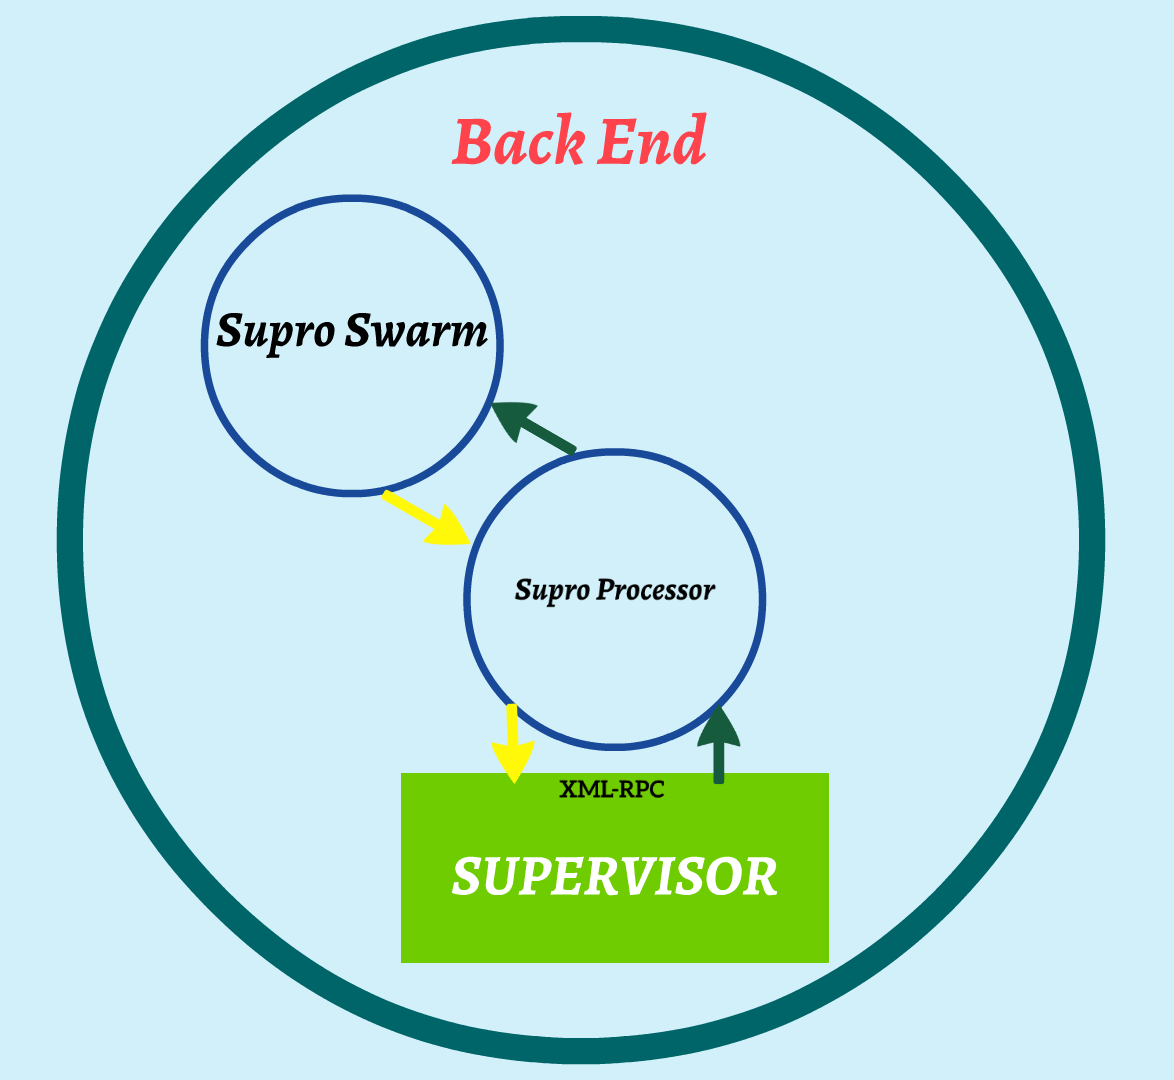 Back End
Supro Swarm
Supro Processor
XML-RPC
SUPERVISOR